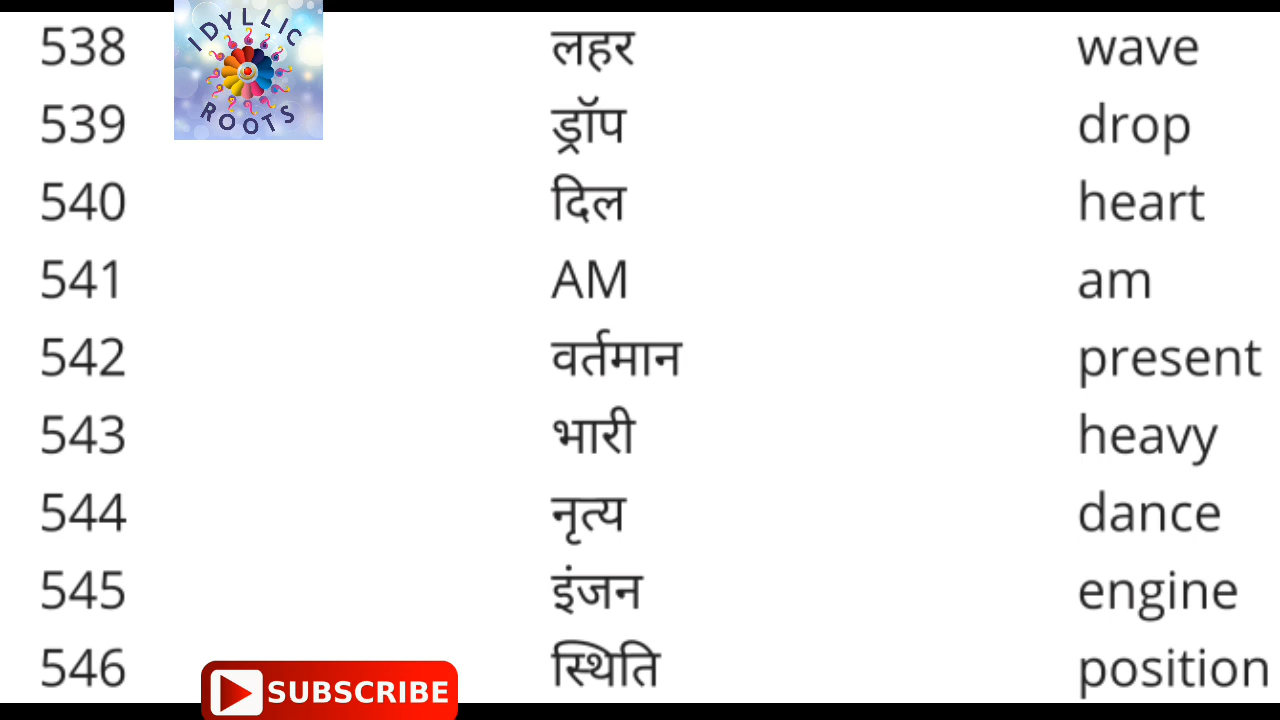 IDYLLIC
ROOTS
538 लहर wave
539 ड्रॉप drop
540 दिल heart
541 AM am
542 वर्तमान present
543 भारी heavy
544 नृत्य dance
545 इंजन engine
546 स्थिति position
SUBSCRIBE